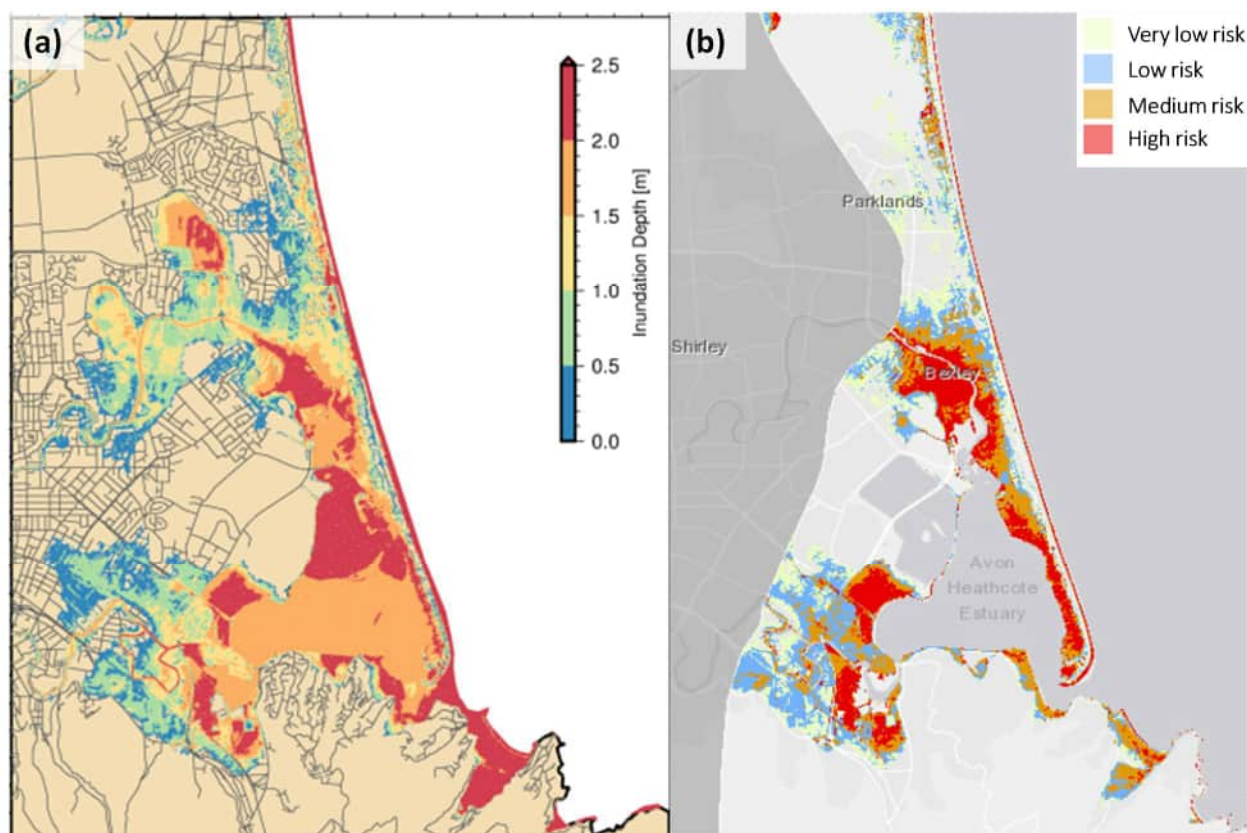 (a)
2.5
2.0
1.5
1.0
0.5
0.0
Inundation Depth [m]
(b)
Very low risk
Low risk
Medium risk
High risk
Parklands
Shirley
Bexley
Avon
Heathcote
Estuary